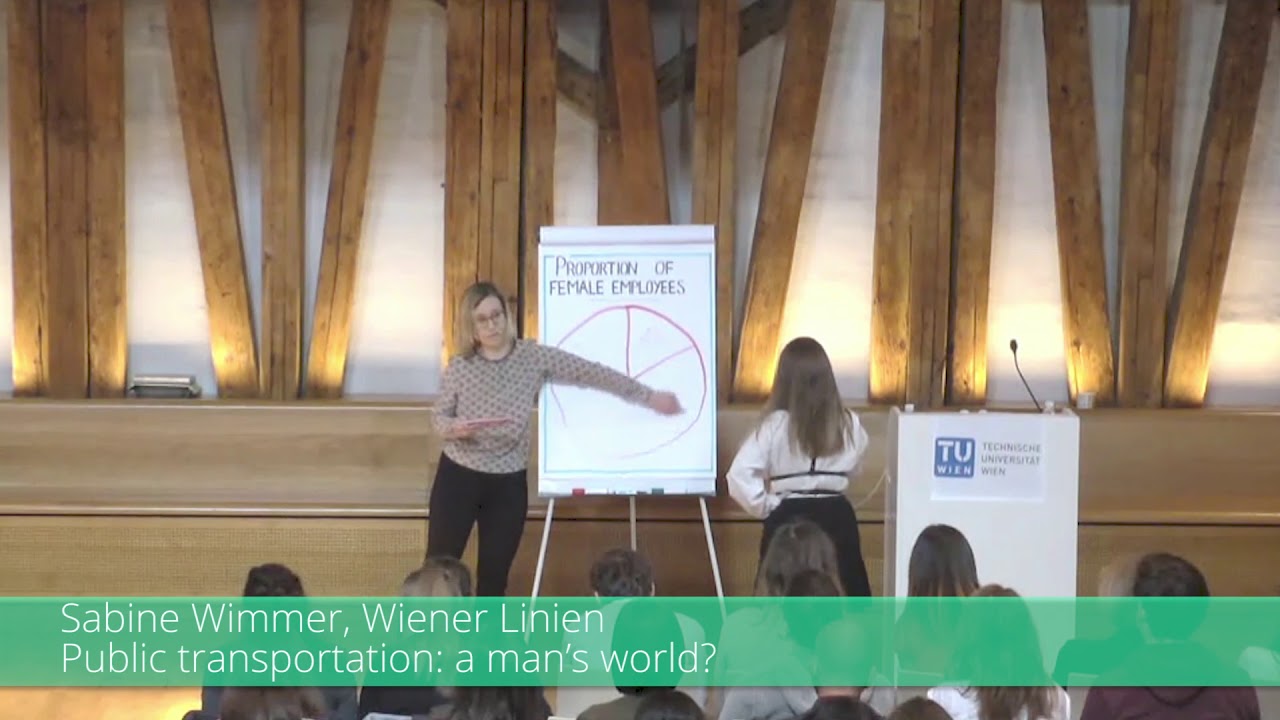 PROPORTION OF
FEMALE EMPLOYEES
TU
WIEN
TECHNISCHE
UNIVERSITÄT
WIEN
Sabine Wimmer, Wiener Linien
Public transportation: a man's world?